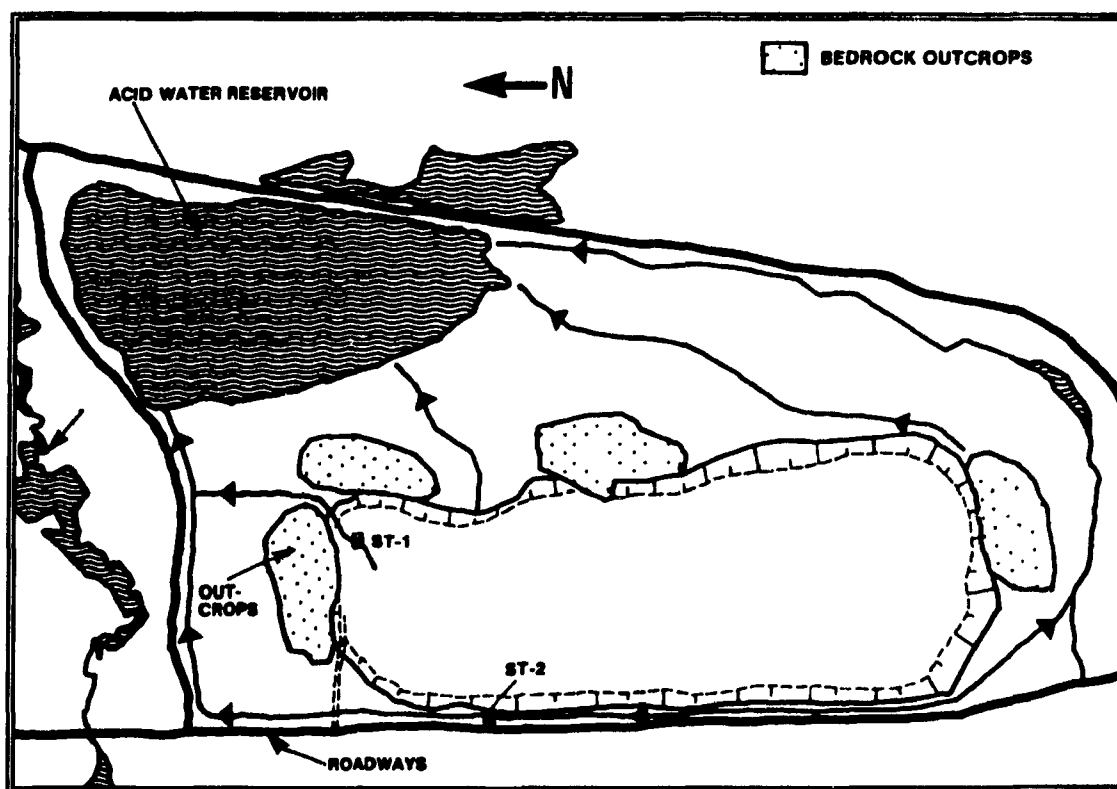 BEDROCK OUTCROPS
N
ACID WATER RESERVOIR
ST-1
OUT-
CROPS
ST-2
ROADWAYS